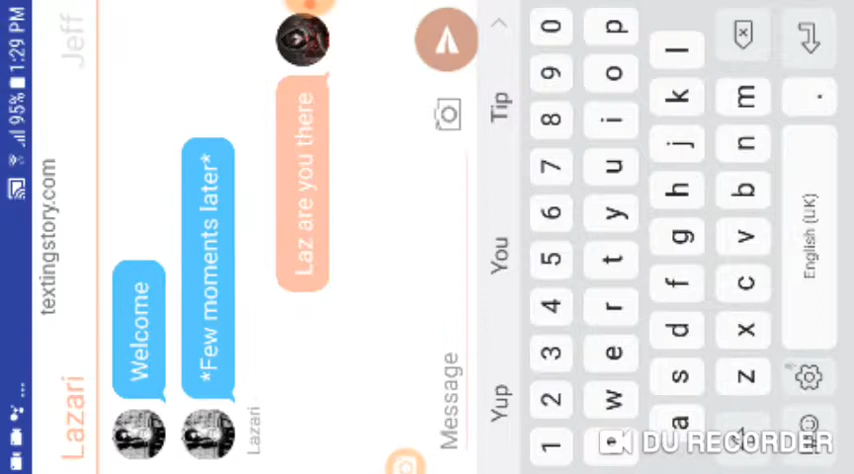 95% 1:29 PM
textingstory.com
Lazari
Jeff
Welcome
*Few moments later*
Lazari
Laz are you there
Message
Yup You Tip
1 2 3 4 5 6 7 8 9 0
w e r t y u i o p
a s d f g h j k l
z x c v b n m
English (UK) .
DU RECORDER